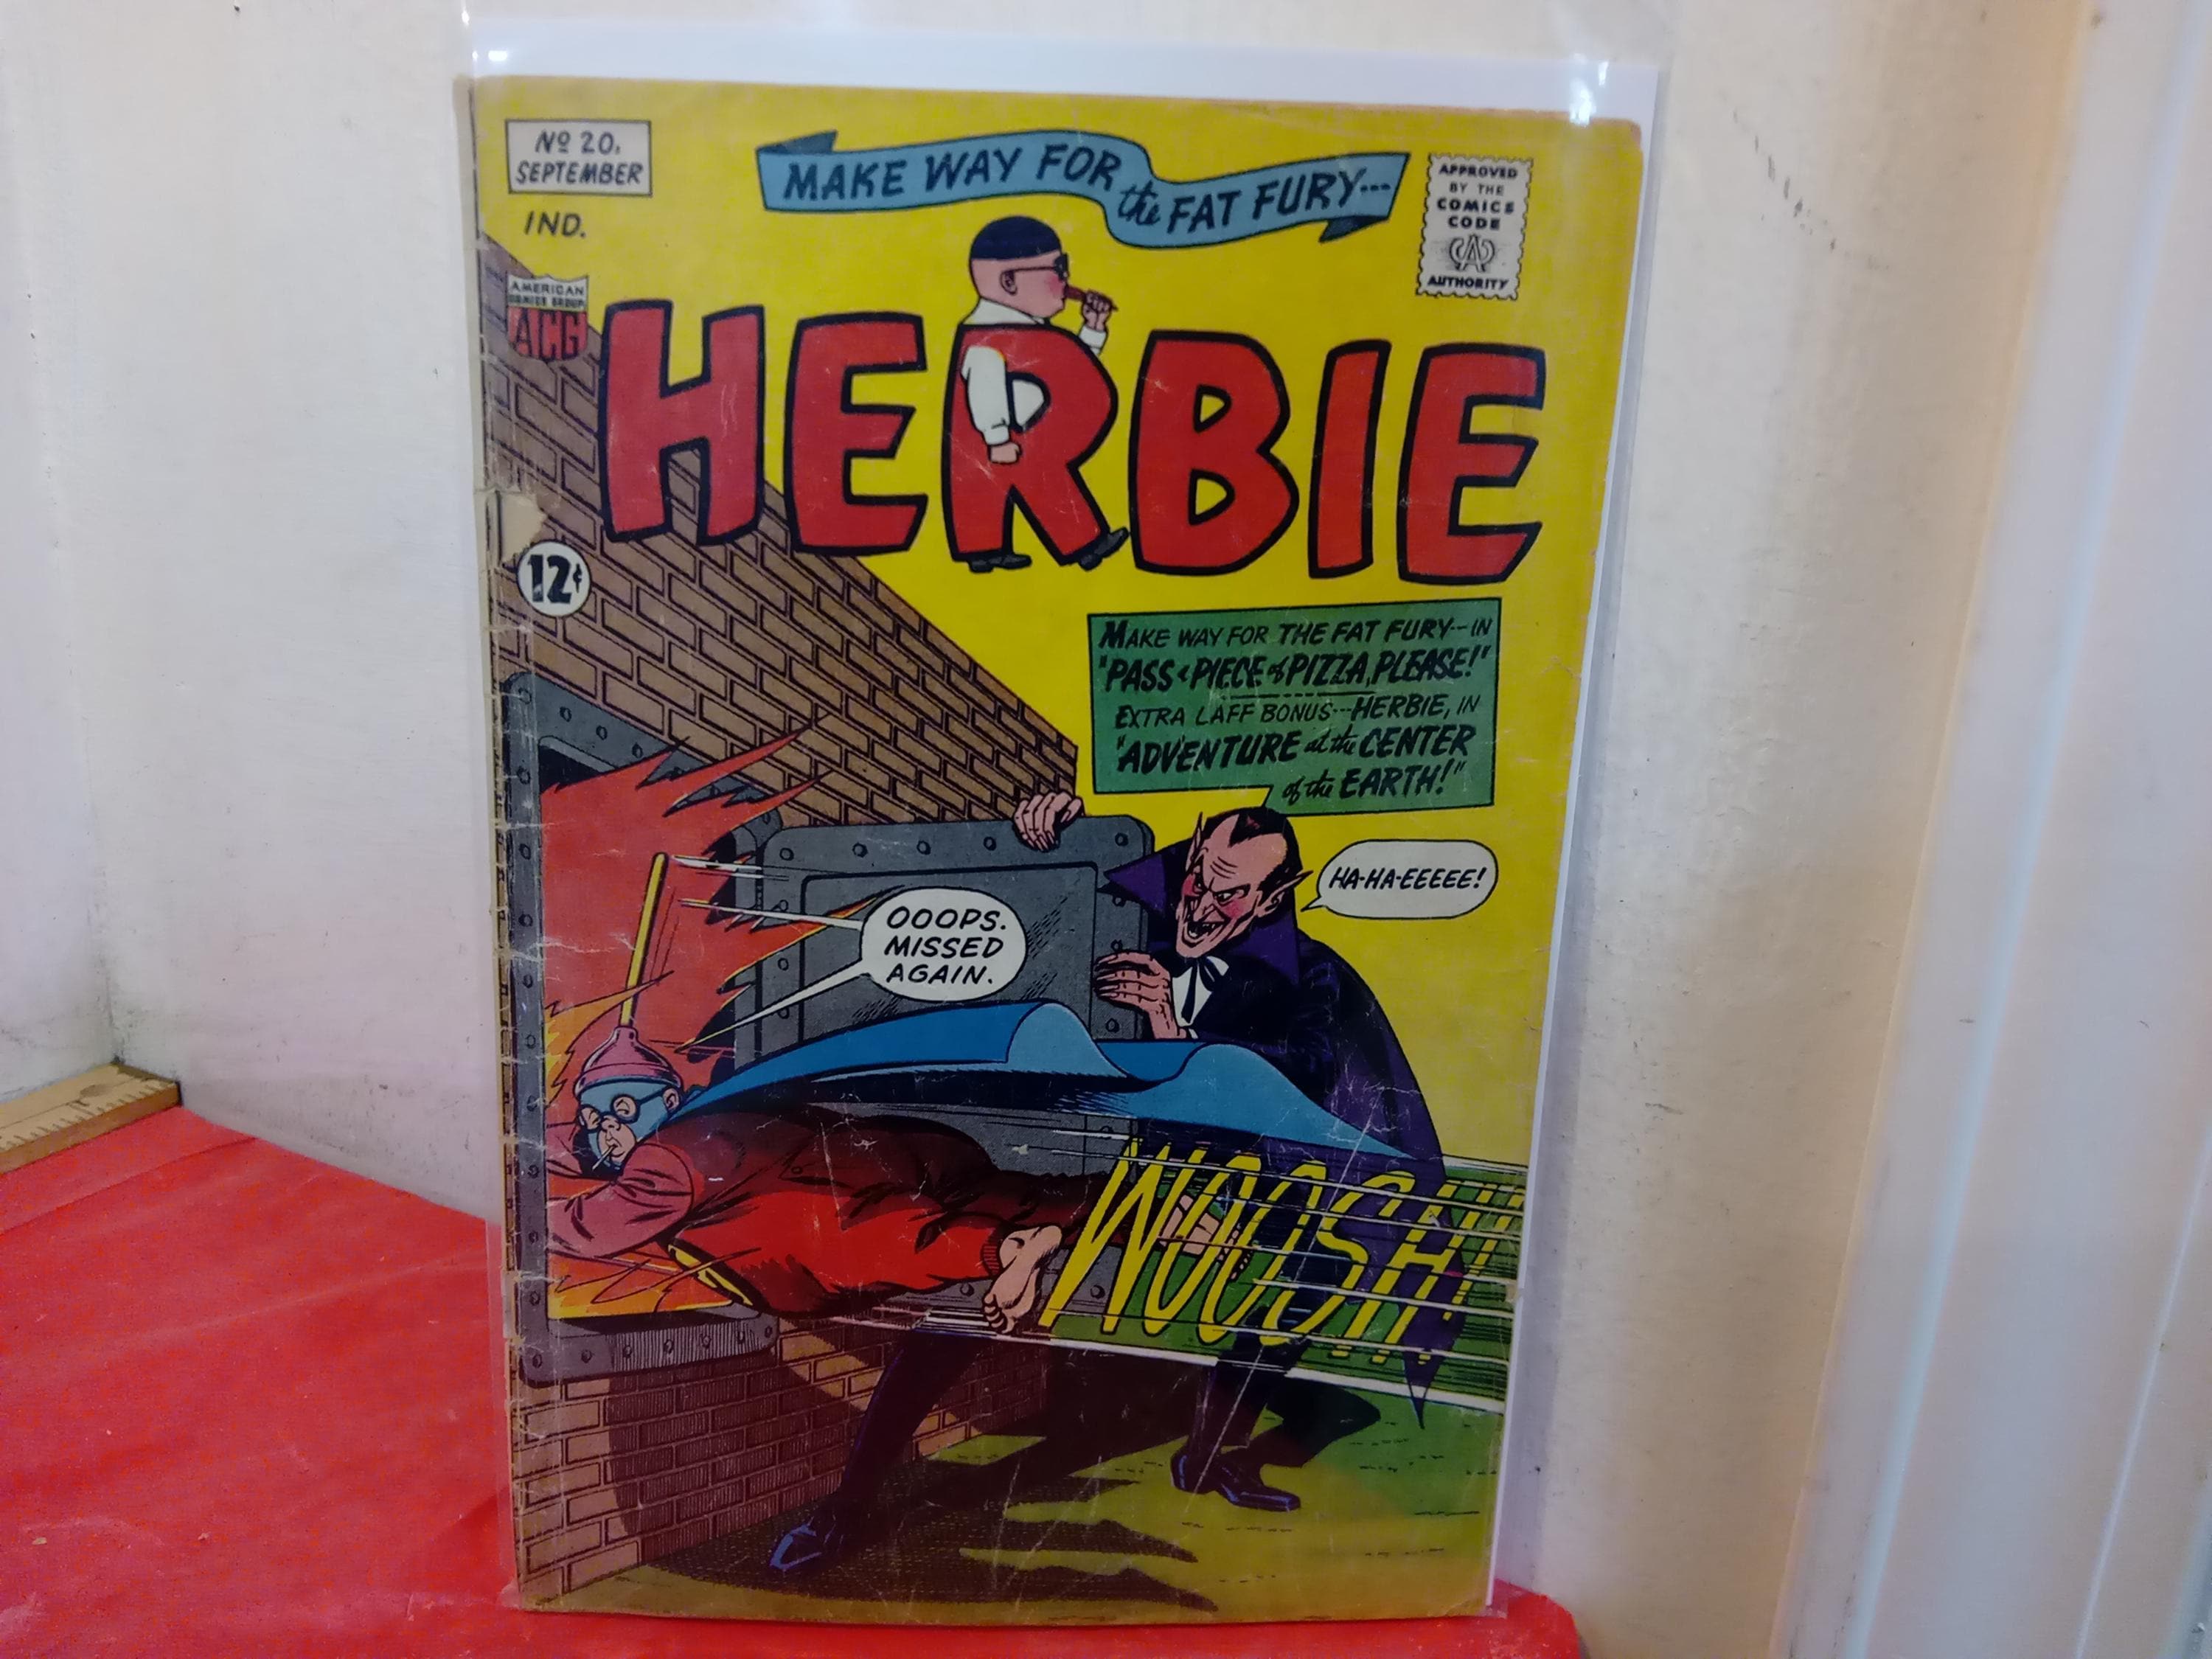 Nº 20,
SEPTEMBER
IND.
MAKE WAY FOR
the FAT FURY---
APPROVED
BY THE
COMICS
CODE
CA
AUTHORITY
AMERICAN
COMICS GROUP
ACG
HERBIE
12¢
MAKE WAY FOR THE FAT FURY--IN
"PASS a PIECE of PIZZA, PLEASE!"
EXTRA LAFF BONUS---HERBIE, IN
"ADVENTURE at the CENTER
of the EARTH!"
HA-HA-EEEEE!
OOOPS.
MISSED
AGAIN.
WOOSH!